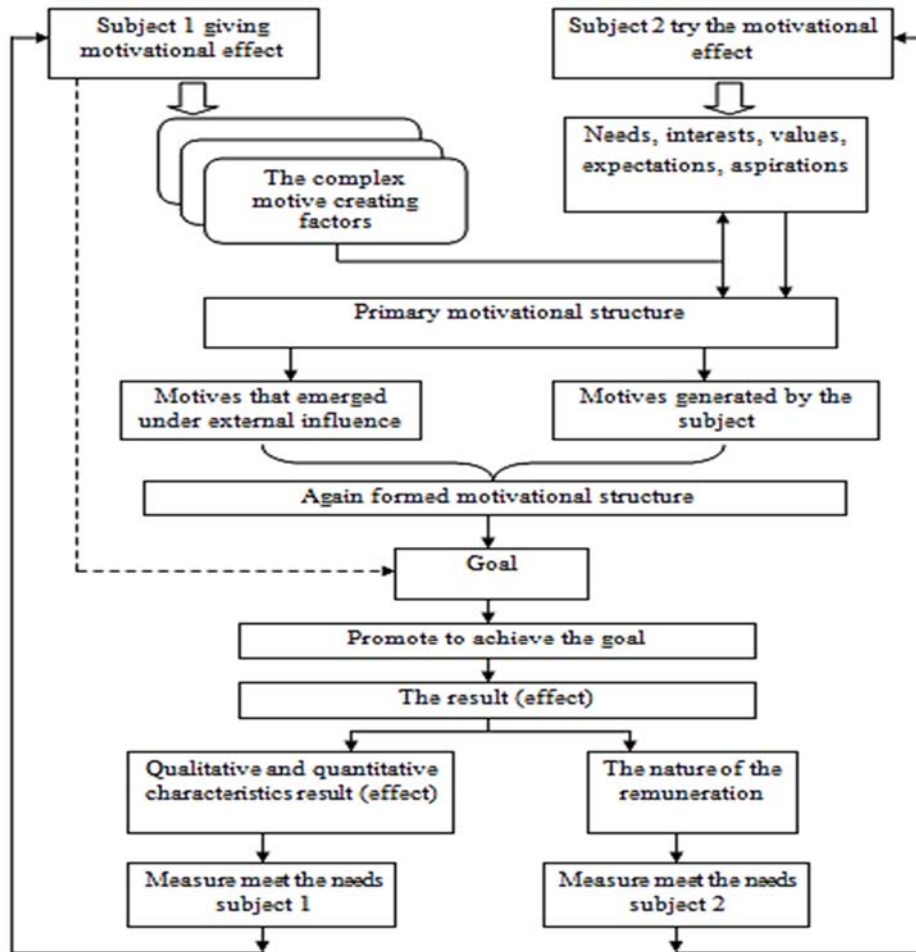 Subject 1 giving
motivational effect
Subject 2 try the motivational
effect
The complex
motive creating
factors
Needs, interests, values,
expectations, aspirations
Primary motivational structure
Motives that emerged
under external influence
Motives generated by the
subject
Again formed motivational structure
Goal
Promote to achieve the goal
The result (effect)
Qualitative and quantitative
characteristics result (effect)
The nature of the
remuneration
Measure meet the needs
subject 1
Measure meet the needs
subject 2